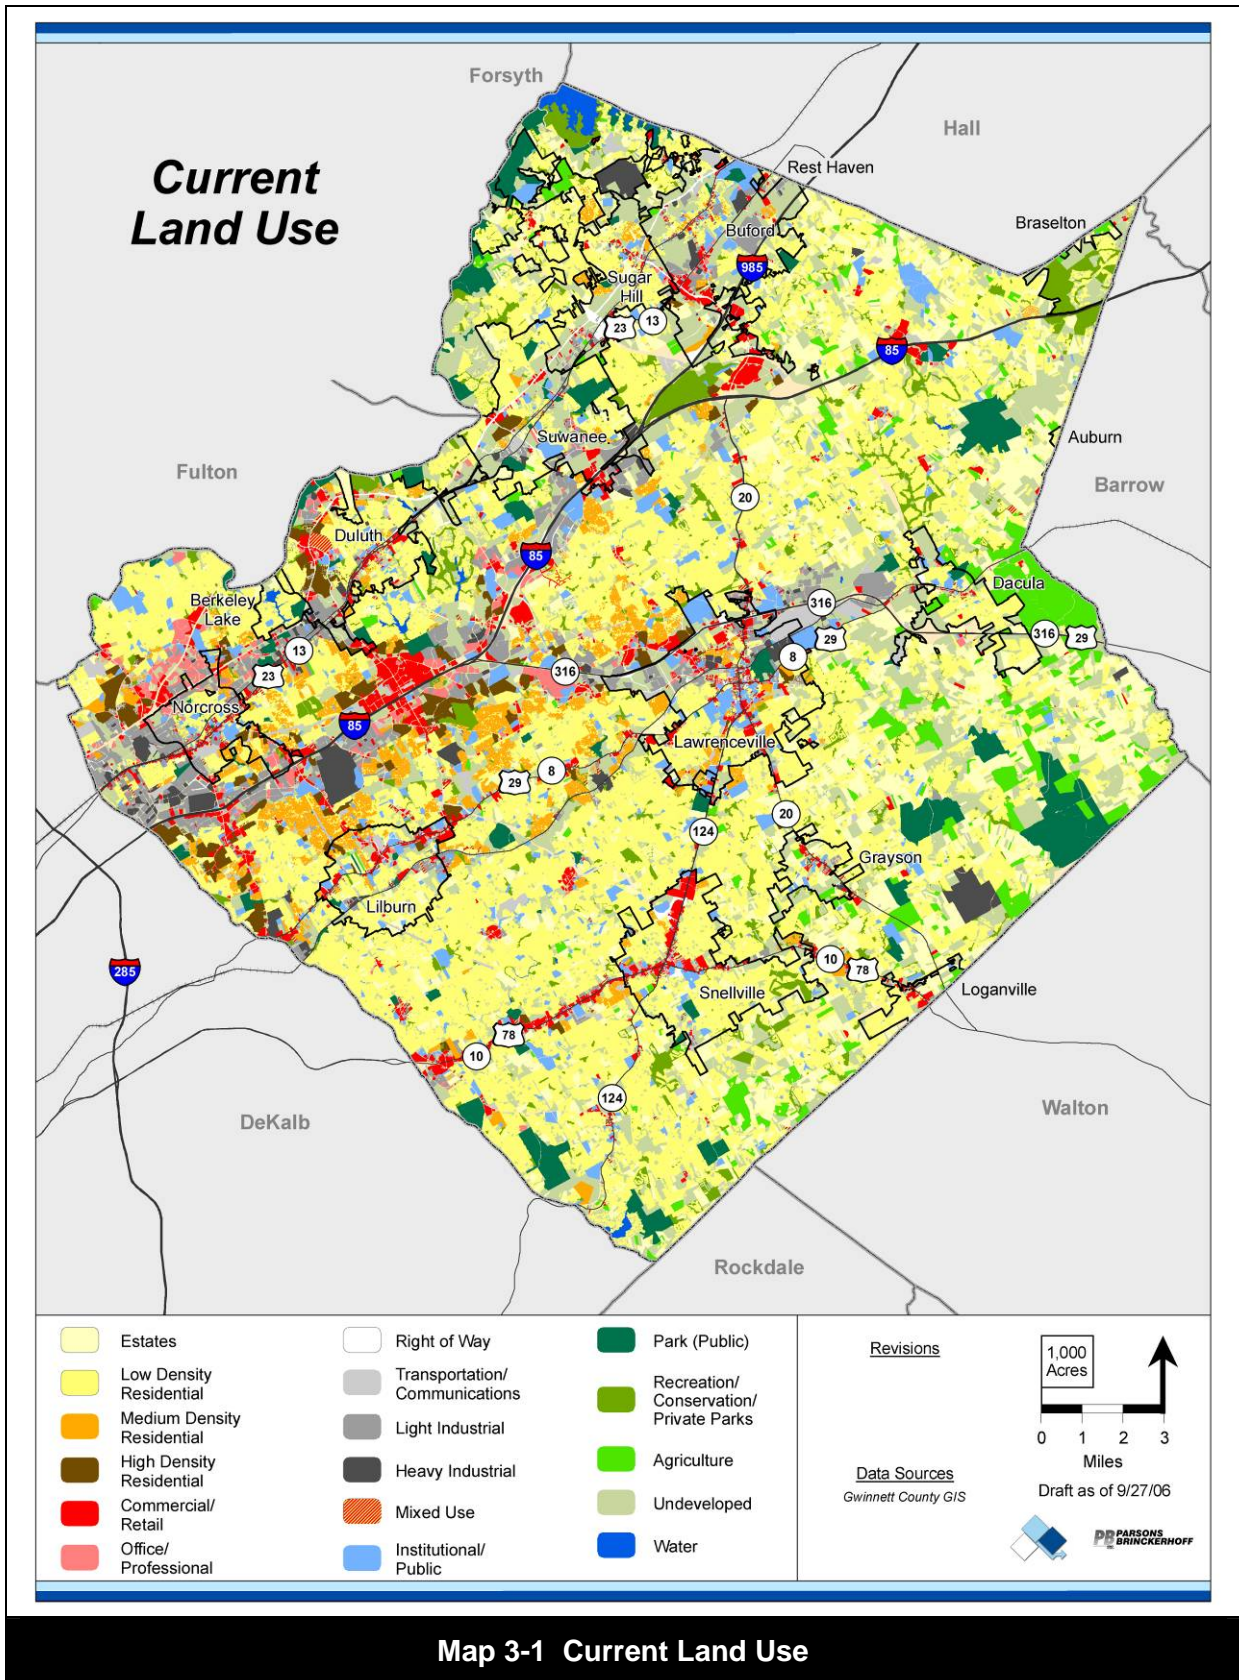 Current
Land Use
Forsyth
Hall
Rest Haven
Braselton
Buford
985
Sugar
Hill
23
13
85
Suwanee
Auburn
Fulton
Barrow
20
Duluth
85
Dacula
Berkeley
Lake
316
29
316
29
13
8
23
316
Norcross
85
Lawrenceville
29
8
20
124
Grayson
Lilburn
10
78
285
Snellville
Loganville
78
10
124
DeKalb
Walton
Rockdale
Estates
Low Density
Residential
Medium Density
Residential
High Density
Residential
Commercial/
Retail
Office/
Professional
Right of Way
Transportation/
Communications
Light Industrial
Heavy Industrial
Mixed Use
Institutional/
Public
Park (Public)
Recreation/
Conservation/
Private Parks
Agriculture
Undeveloped
Water
Revisions
Data Sources
Gwinnett County GIS
1,000
Acres
0 1 2 3
Miles
Draft as of 9/27/06
PB PARSONS
BRINCKERHOFF
Map 3-1 Current Land Use